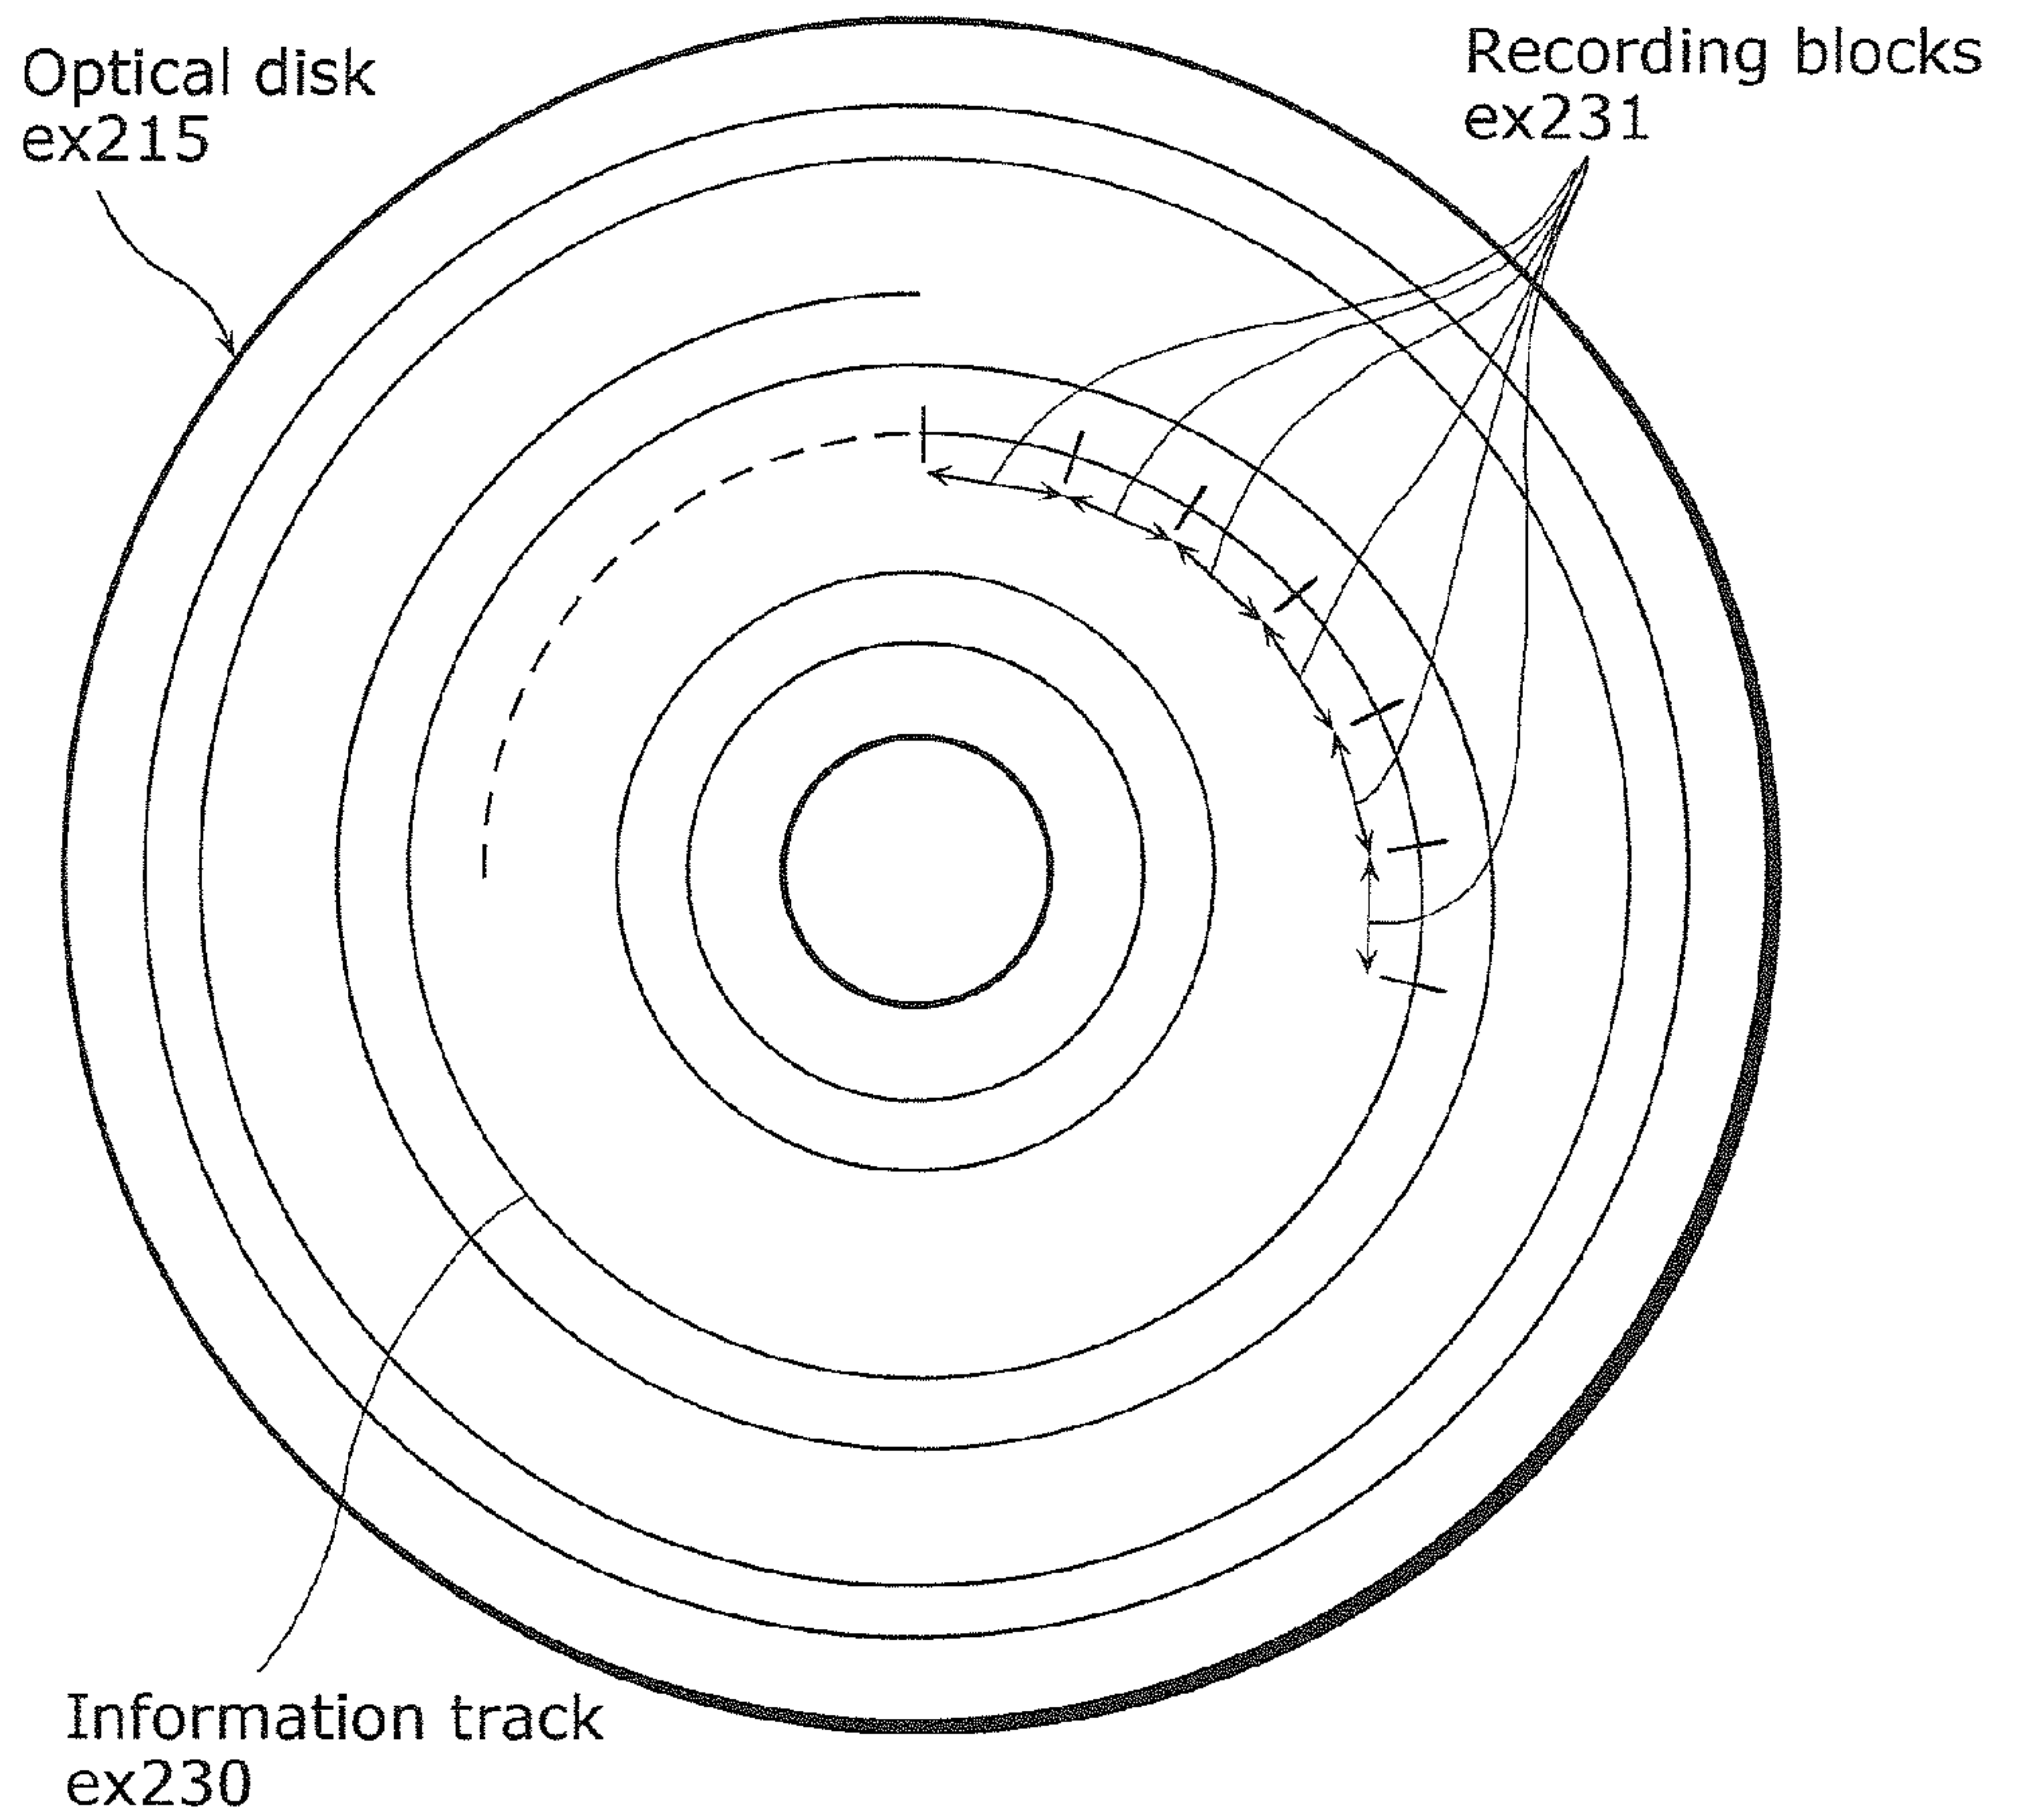 Optical disk
ex215
Recording blocks
ex231
Information track
ex230